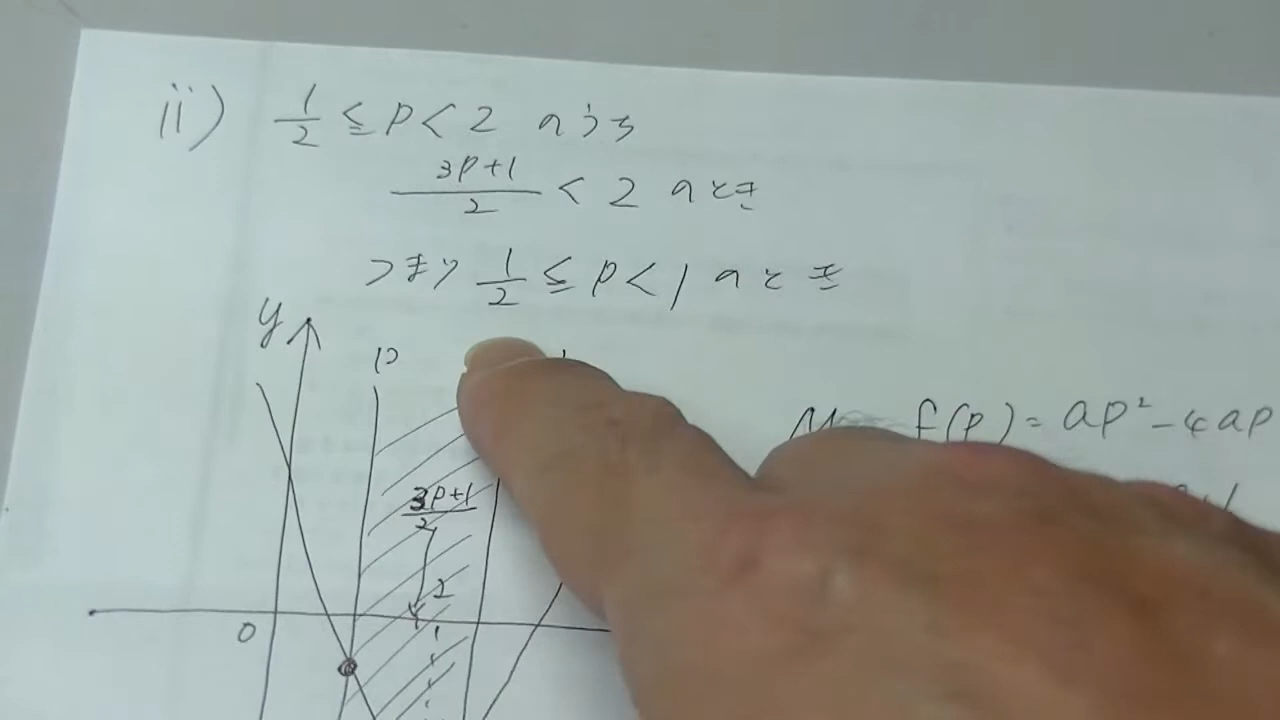 ii) 1/2 ≦ p < 2 のうち
3p+1/2 < 2 のとき
つまり 1/2 ≦ p < 1 のとき
y
p
f(p) = ap² - 4ap
3p+1/2
2
0